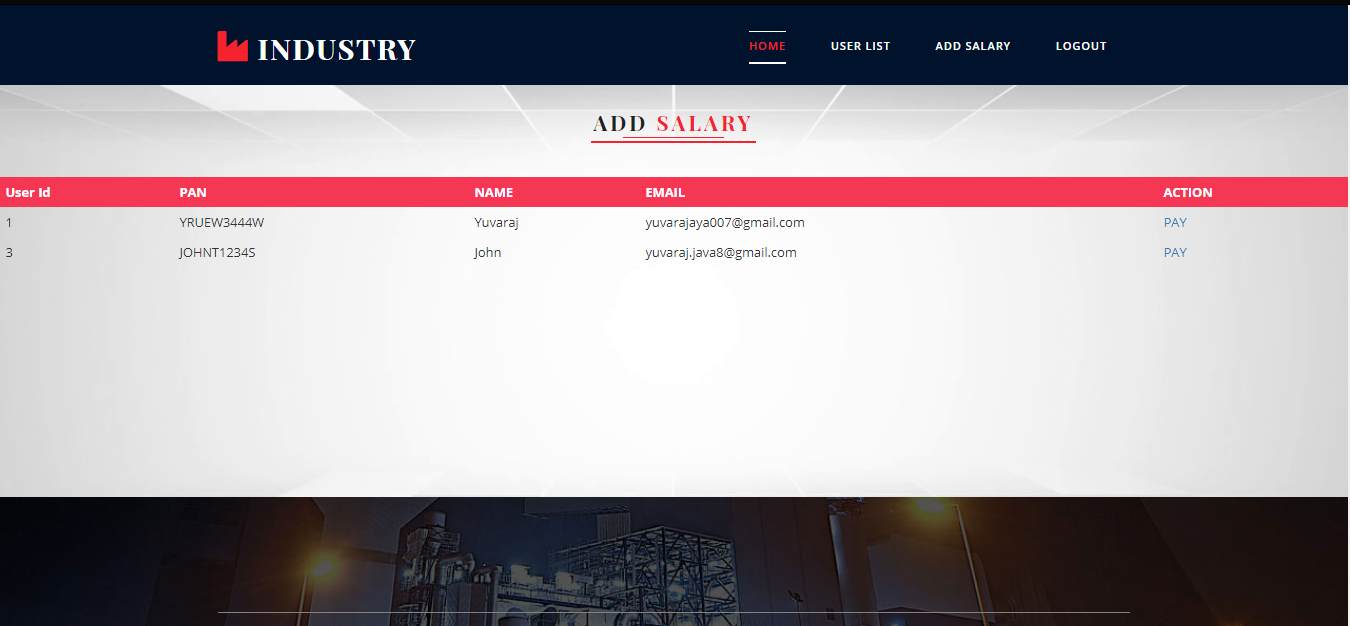 INDUSTRY
HOME USER LIST ADD SALARY LOGOUT
ADD SALARY
User Id PAN NAME EMAIL ACTION
1 YRUEW3444W Yuvaraj yuvarajaya007@gmail.com PAY
3 JOHNT1234S John yuvaraj.java8@gmail.com PAY